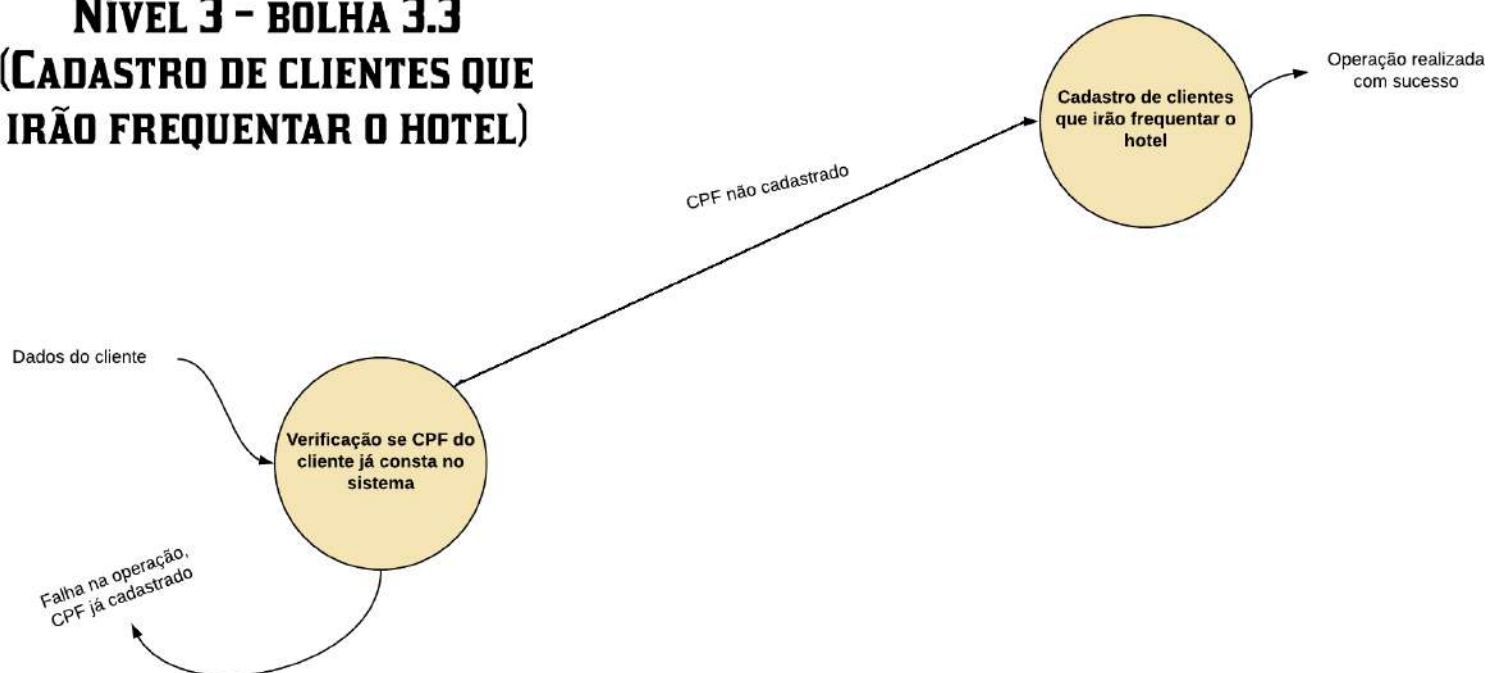 NÍVEL 3 - BOLHA 3.3
(CADASTRO DE CLIENTES QUE
IRÃO FREQUENTAR O HOTEL)
Operação realizada
com sucesso
Cadastro de clientes
que irão frequentar o
hotel
CPF não cadastrado
Dados do cliente
Verificação se CPF do
cliente já consta no
sistema
Falha na operação,
CPF já cadastrado